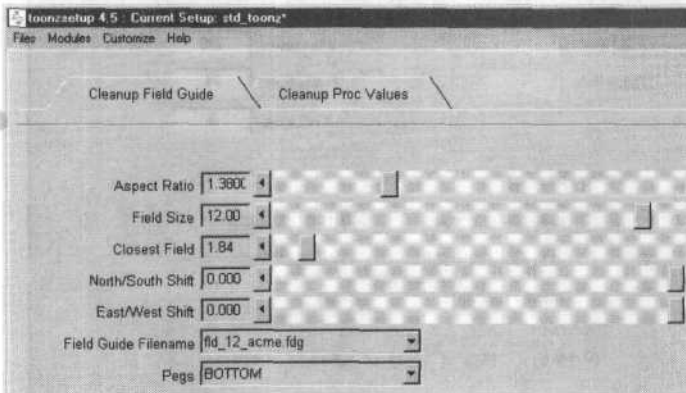 toonzsetup 4.5 : Current Setup: std_toonz*
Files Modules Customize Help
Cleanup Field Guide Cleanup Proc Values
Aspect Ratio 1.3800
Field Size 12.00
Closest Field 1.84
North/South Shift 0.000
East/West Shift 0.000
Field Guide Filename fld_12_acme.fdg
Pegs BOTTOM